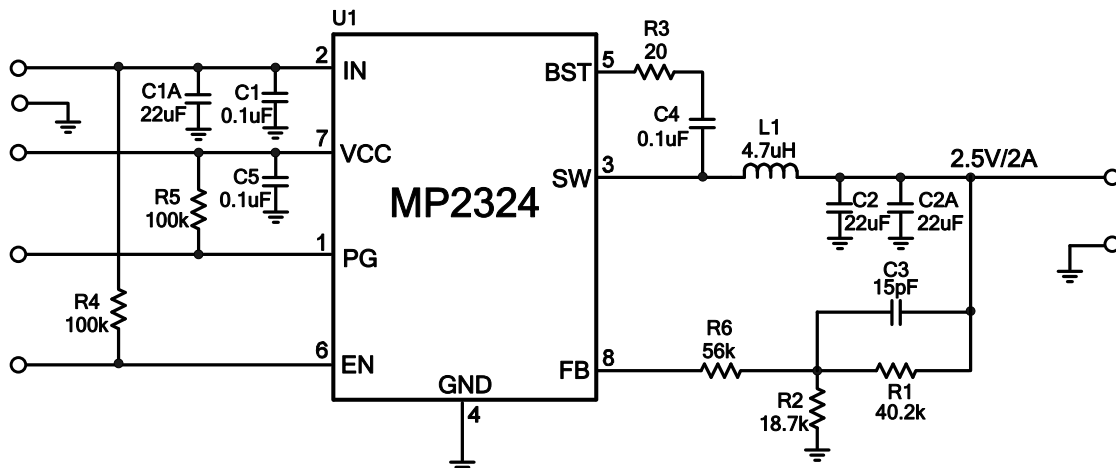 U1
2
IN
C1A
22uF
C1
0.1uF
7
VCC
R5
100k
C5
0.1uF
1
PG
R4
100k
6
EN
MP2324
GND
4
5
BST
R3
20
C4
0.1uF
3
SW
L1
4.7uH
2.5V/2A
C2
22uF
C2A
22uF
C3
15pF
8
FB
R6
56k
R2
18.7k
R1
40.2k